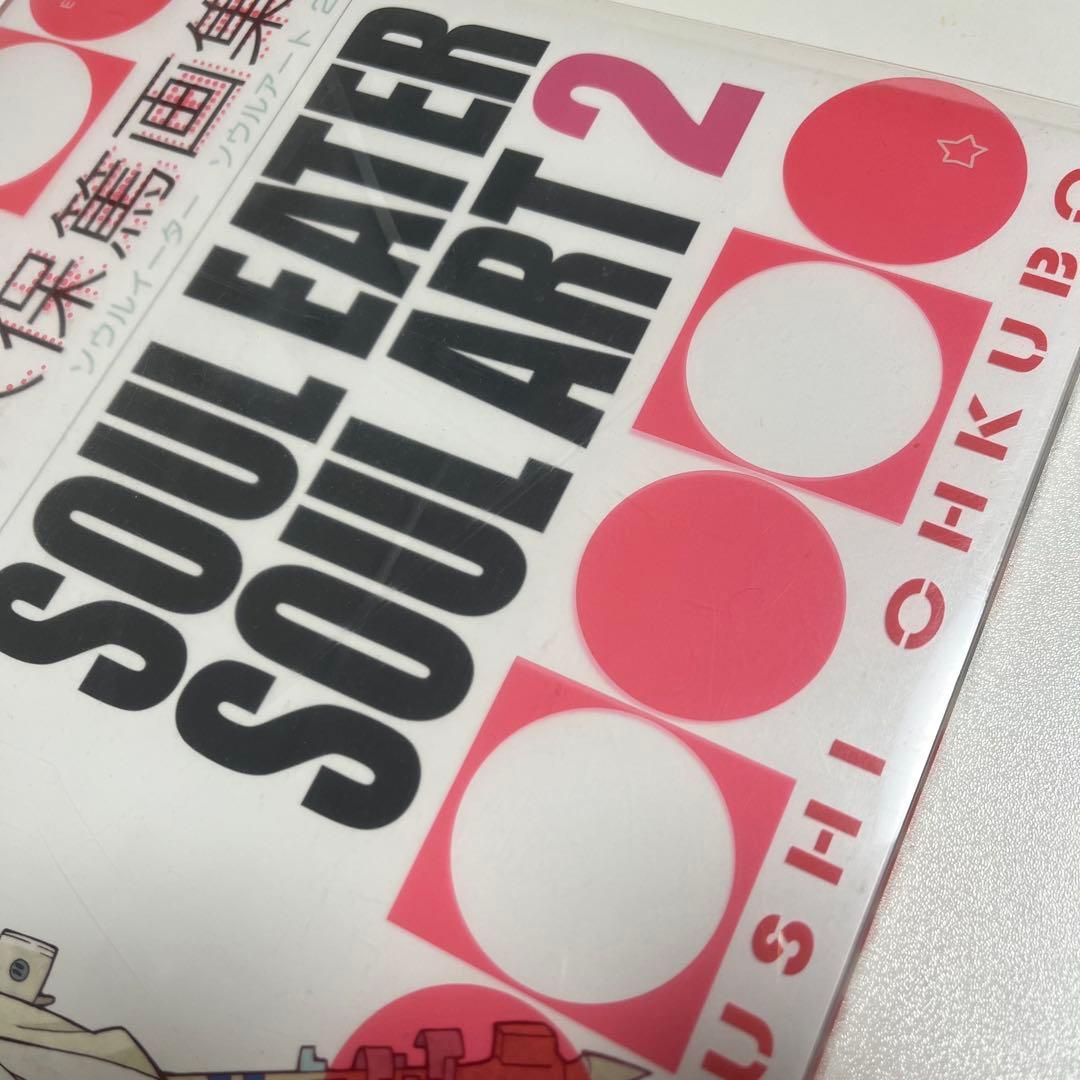 保篤画集
ソウルイーター ソウルアート 2
SOUL EATER
SOUL ART 2
USHI OHKUBO